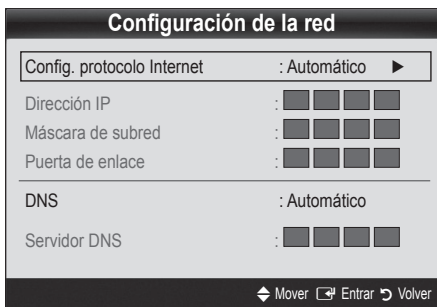 Configuración de la red
Config. protocolo Internet : Automático ►
Dirección IP :
Máscara de subred :
Puerta de enlace :
DNS : Automático
Servidor DNS :
Mover Entrar Volver